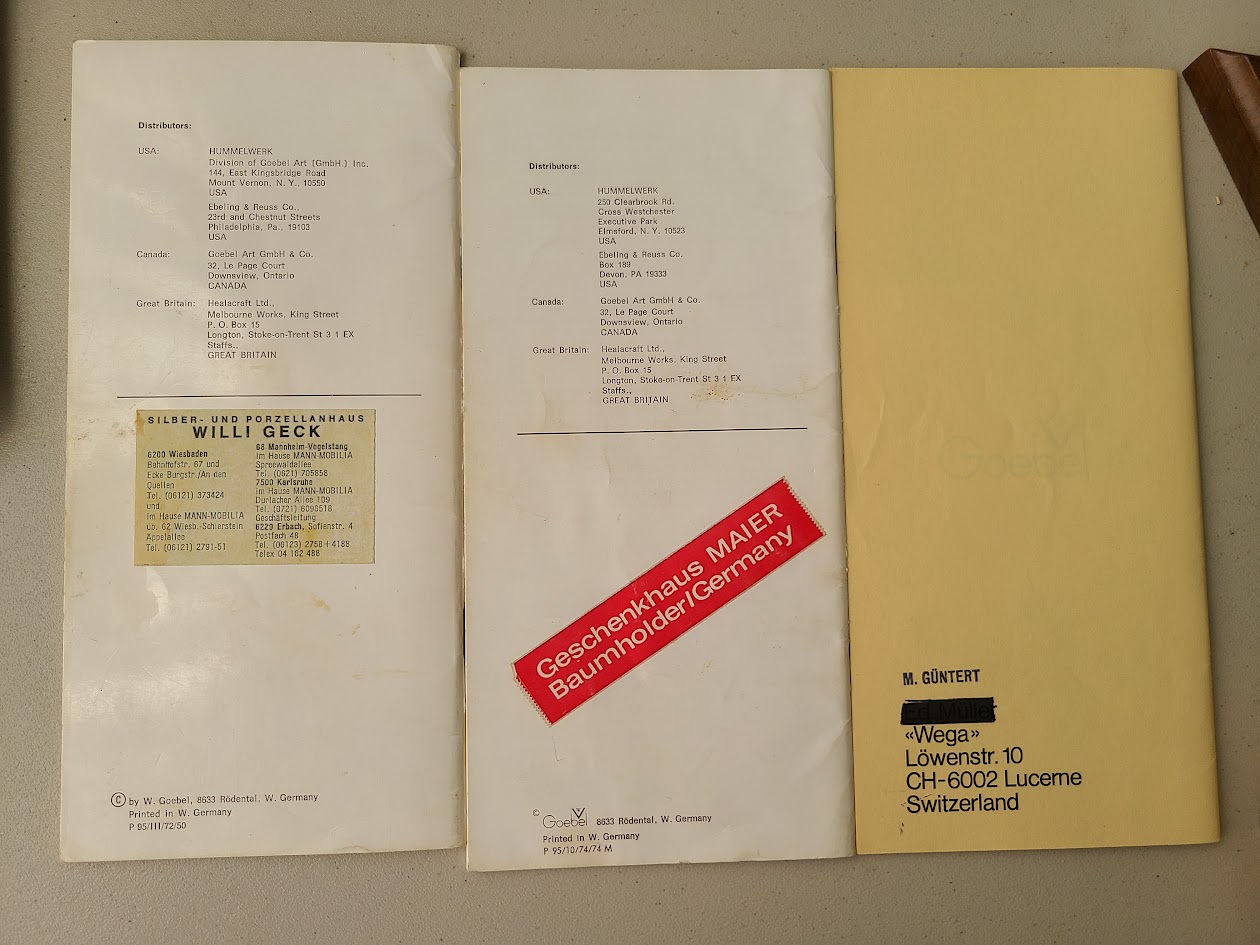 Distributors:
USA: HUMMELWERK
Division of Goebel Art (GmbH.) Inc.
144, East Kingsbridge Road
Mount Vernon, N. Y., 10550
USA
Ebeling & Reuss Co.,
23rd and Chestnut Streets
Philadelphia, Pa., 19103
USA
Canada: Goebel Art GmbH & Co.
32, Le Page Court
Downsview, Ontario
CANADA
Great Britain: Healacraft Ltd.,
Melbourne Works, King Street
P. O. Box 15
Longton, Stoke-on-Trent St 3 1 EX
Staffs.,
GREAT BRITAIN
SILBER- UND PORZELLANHAUS
WILLI GECK
6200 Wiesbaden
Bahnhofstr. 67 und
Ecke Burgstr./An den
Quellen
Tel. (06121) 373424
und
im Hause MANN-MOBILIA
üb. 62 Wiesb.-Schierstein
Äppelallee
Tel. (06121) 2791-51
68 Mannheim-Vogelstang
im Hause MANN-MOBILIA
Spreewaldallee
Tel. (0621) 705858
7500 Karlsruhe
im Hause MANN-MOBILIA
Durlacher Allee 109
Tel. (0721) 6090518
Geschäftsleitung
6229 Erbach, Sofienstr. 4
Postfach 48
Tel. (06123) 2758+4188
Telex 04 182 488
© by W. Goebel, 8633 Rödental, W. Germany
Printed in W. Germany
P 95/III/72/50
Distributors:
USA: HUMMELWERK
250 Clearbrook Rd.
Cross Westchester
Executive Park
Elmsford, N. Y. 10523
USA
Ebeling & Reuss Co.
Box 189
Devon, PA 19333
USA
Canada: Goebel Art GmbH & Co.
32, Le Page Court
Downsview, Ontario
CANADA
Great Britain: Healacraft Ltd.,
Melbourne Works, King Street
P. O. Box 15
Longton, Stoke-on-Trent St 3 1 EX
Staffs.,
GREAT BRITAIN
Geschenkhaus MAIER
Baumholder/Germany
© Goebel 8633 Rödental, W. Germany
Printed in W. Germany
P 95/10/74/74 M
M. GÜNTERT
Ed. Müller
«Wega»
Löwenstr. 10
CH-6002 Lucerne
Switzerland